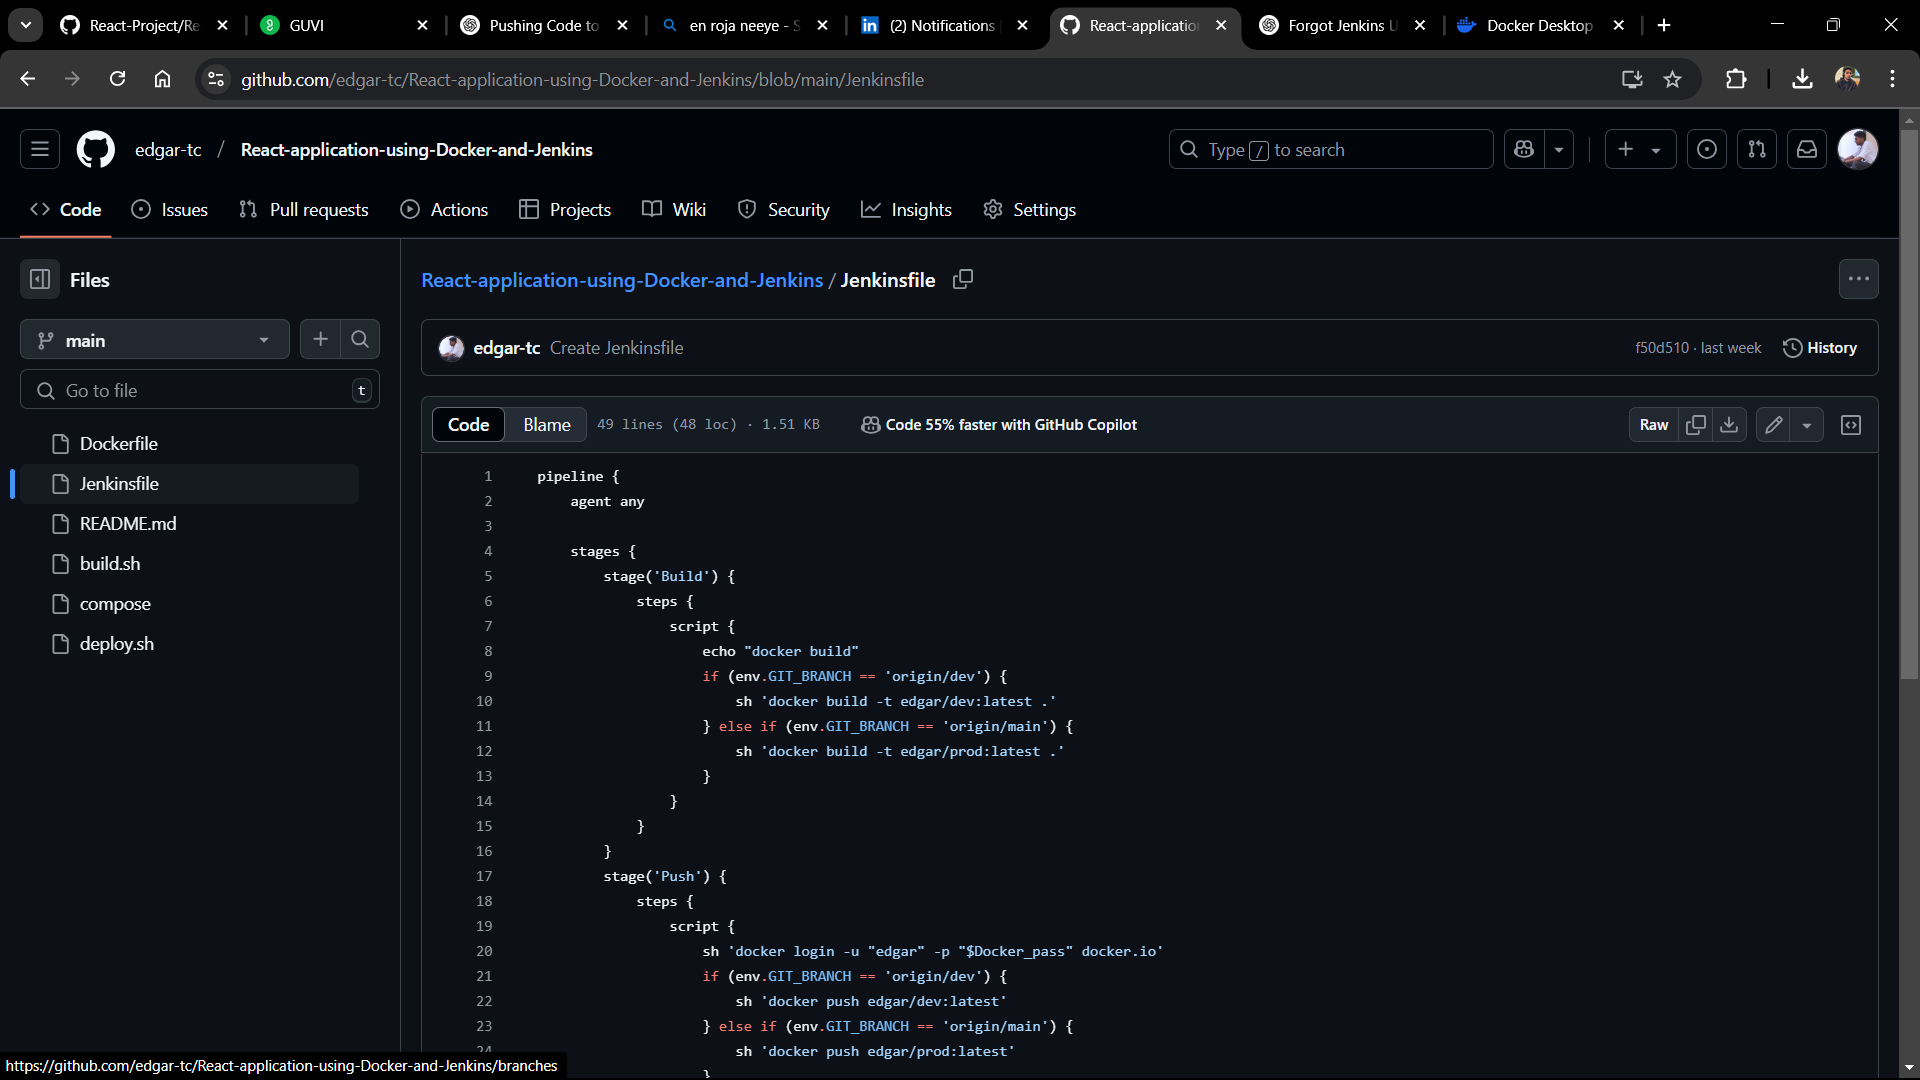 React-Project/Re
GUVI
Pushing Code to
en roja neeye - S
(2) Notifications
React-application
Forgot Jenkins U
Docker Desktop
github.com/edgar-tc/React-application-using-Docker-and-Jenkins/blob/main/Jenkinsfile
edgar-tc / React-application-using-Docker-and-Jenkins
Type / to search
Code
Issues
Pull requests
Actions
Projects
Wiki
Security
Insights
Settings
Files
main
Go to file
t
Dockerfile
Jenkinsfile
README.md
build.sh
compose
deploy.sh
React-application-using-Docker-and-Jenkins / Jenkinsfile
edgar-tc Create Jenkinsfile
f50d510 · last week
History
Code
Blame
49 lines (48 loc) · 1.51 KB
Code 55% faster with GitHub Copilot
Raw
1 pipeline {
2     agent any
3
4     stages {
5         stage('Build') {
6             steps {
7                 script {
8                     echo "docker build"
9                     if (env.GIT_BRANCH == 'origin/dev') {
10                         sh 'docker build -t edgar/dev:latest .'
11                     } else if (env.GIT_BRANCH == 'origin/main') {
12                         sh 'docker build -t edgar/prod:latest .'
13                     }
14                 }
15             }
16         }
17         stage('Push') {
18             steps {
19                 script {
20                     sh 'docker login -u "edgar" -p "$Docker_pass" docker.io'
21                     if (env.GIT_BRANCH == 'origin/dev') {
22                         sh 'docker push edgar/dev:latest'
23                     } else if (env.GIT_BRANCH == 'origin/main') {
24                         sh 'docker push edgar/prod:latest'
}
https://github.com/edgar-tc/React-application-using-Docker-and-Jenkins/branches